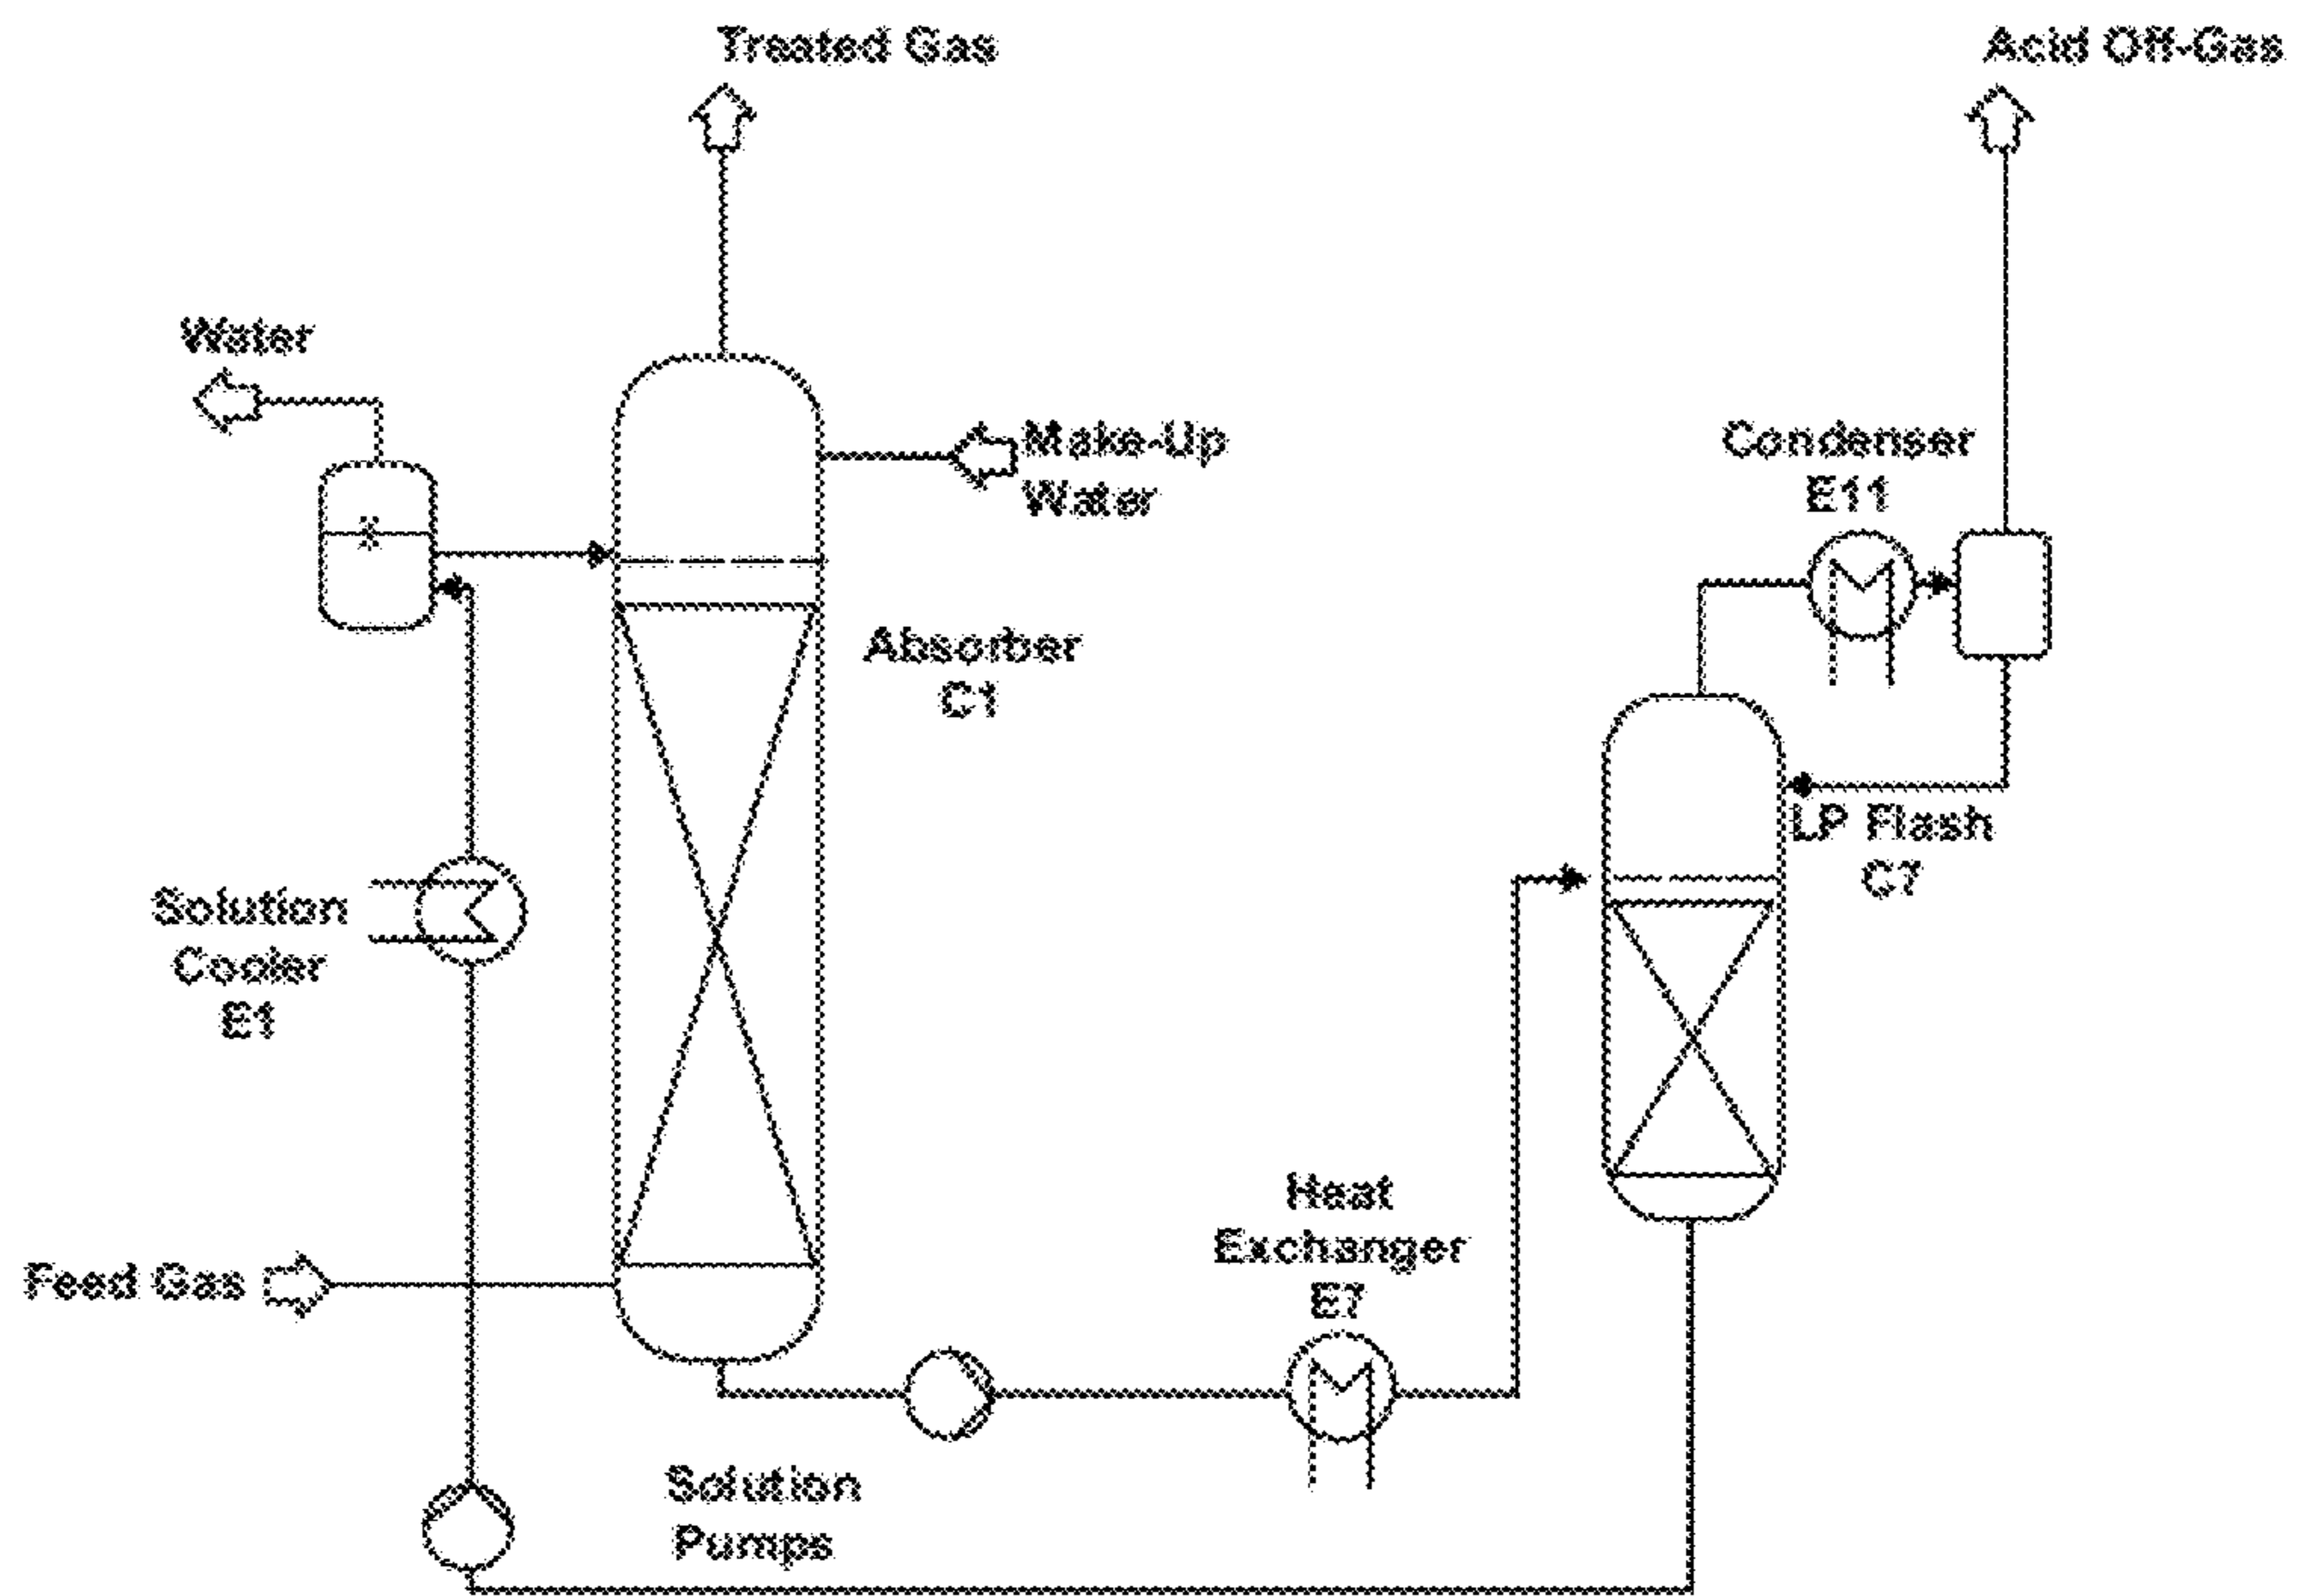 Treated Gas
Acid Off-Gas
Water
Make-Up
Water
Condenser
E11
Absorber
C1
LP Flash
C7
Solution
Cooler
E1
Heat
Exchanger
E7
Feed Gas
Solution
Pumps